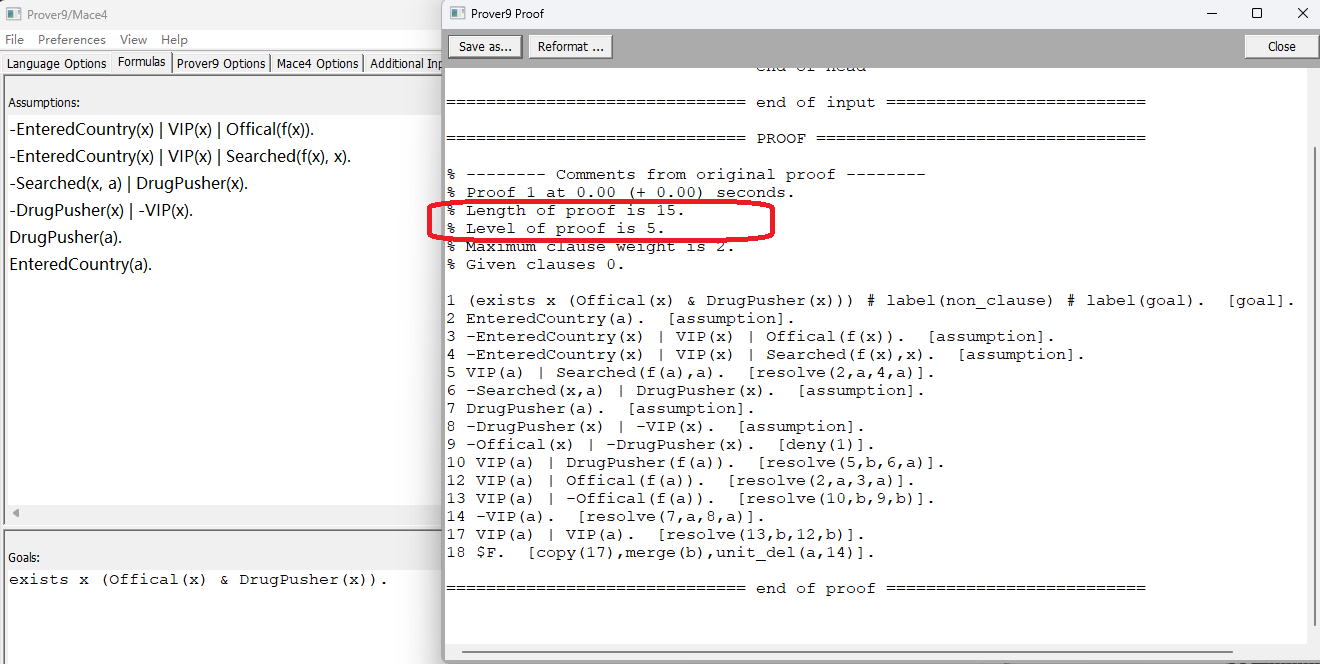 Prover9/Mace4
File Preferences View Help
Language Options Formulas Prover9 Options Mace4 Options Additional Inp
Assumptions:
-EnteredCountry(x) | VIP(x) | Offical(f(x)).
-EnteredCountry(x) | VIP(x) | Searched(f(x), x).
-Searched(x, a) | DrugPusher(x).
-DrugPusher(x) | -VIP(x).
DrugPusher(a).
EnteredCountry(a).
Goals:
exists x (Offical(x) & DrugPusher(x)).
Prover9 Proof
Save as... Reformat ... Close
end of head
============================== end of input ==========================
============================== PROOF =================================
% -------- Comments from original proof --------
% Proof 1 at 0.00 (+ 0.00) seconds.
% Length of proof is 15.
% Level of proof is 5.
% Maximum clause weight is 2.
% Given clauses 0.
1 (exists x (Offical(x) & DrugPusher(x))) # label(non_clause) # label(goal). [goal].
2 EnteredCountry(a). [assumption].
3 -EnteredCountry(x) | VIP(x) | Offical(f(x)). [assumption].
4 -EnteredCountry(x) | VIP(x) | Searched(f(x),x). [assumption].
5 VIP(a) | Searched(f(a),a). [resolve(2,a,4,a)].
6 -Searched(x,a) | DrugPusher(x). [assumption].
7 DrugPusher(a). [assumption].
8 -DrugPusher(x) | -VIP(x). [assumption].
9 -Offical(x) | -DrugPusher(x). [deny(1)].
10 VIP(a) | DrugPusher(f(a)). [resolve(5,b,6,a)].
12 VIP(a) | Offical(f(a)). [resolve(2,a,3,a)].
13 VIP(a) | -Offical(f(a)). [resolve(10,b,9,b)].
14 -VIP(a). [resolve(7,a,8,a)].
17 VIP(a) | VIP(a). [resolve(13,b,12,b)].
18 $F. [copy(17),merge(b),unit_del(a,14)].
============================== end of proof ==========================